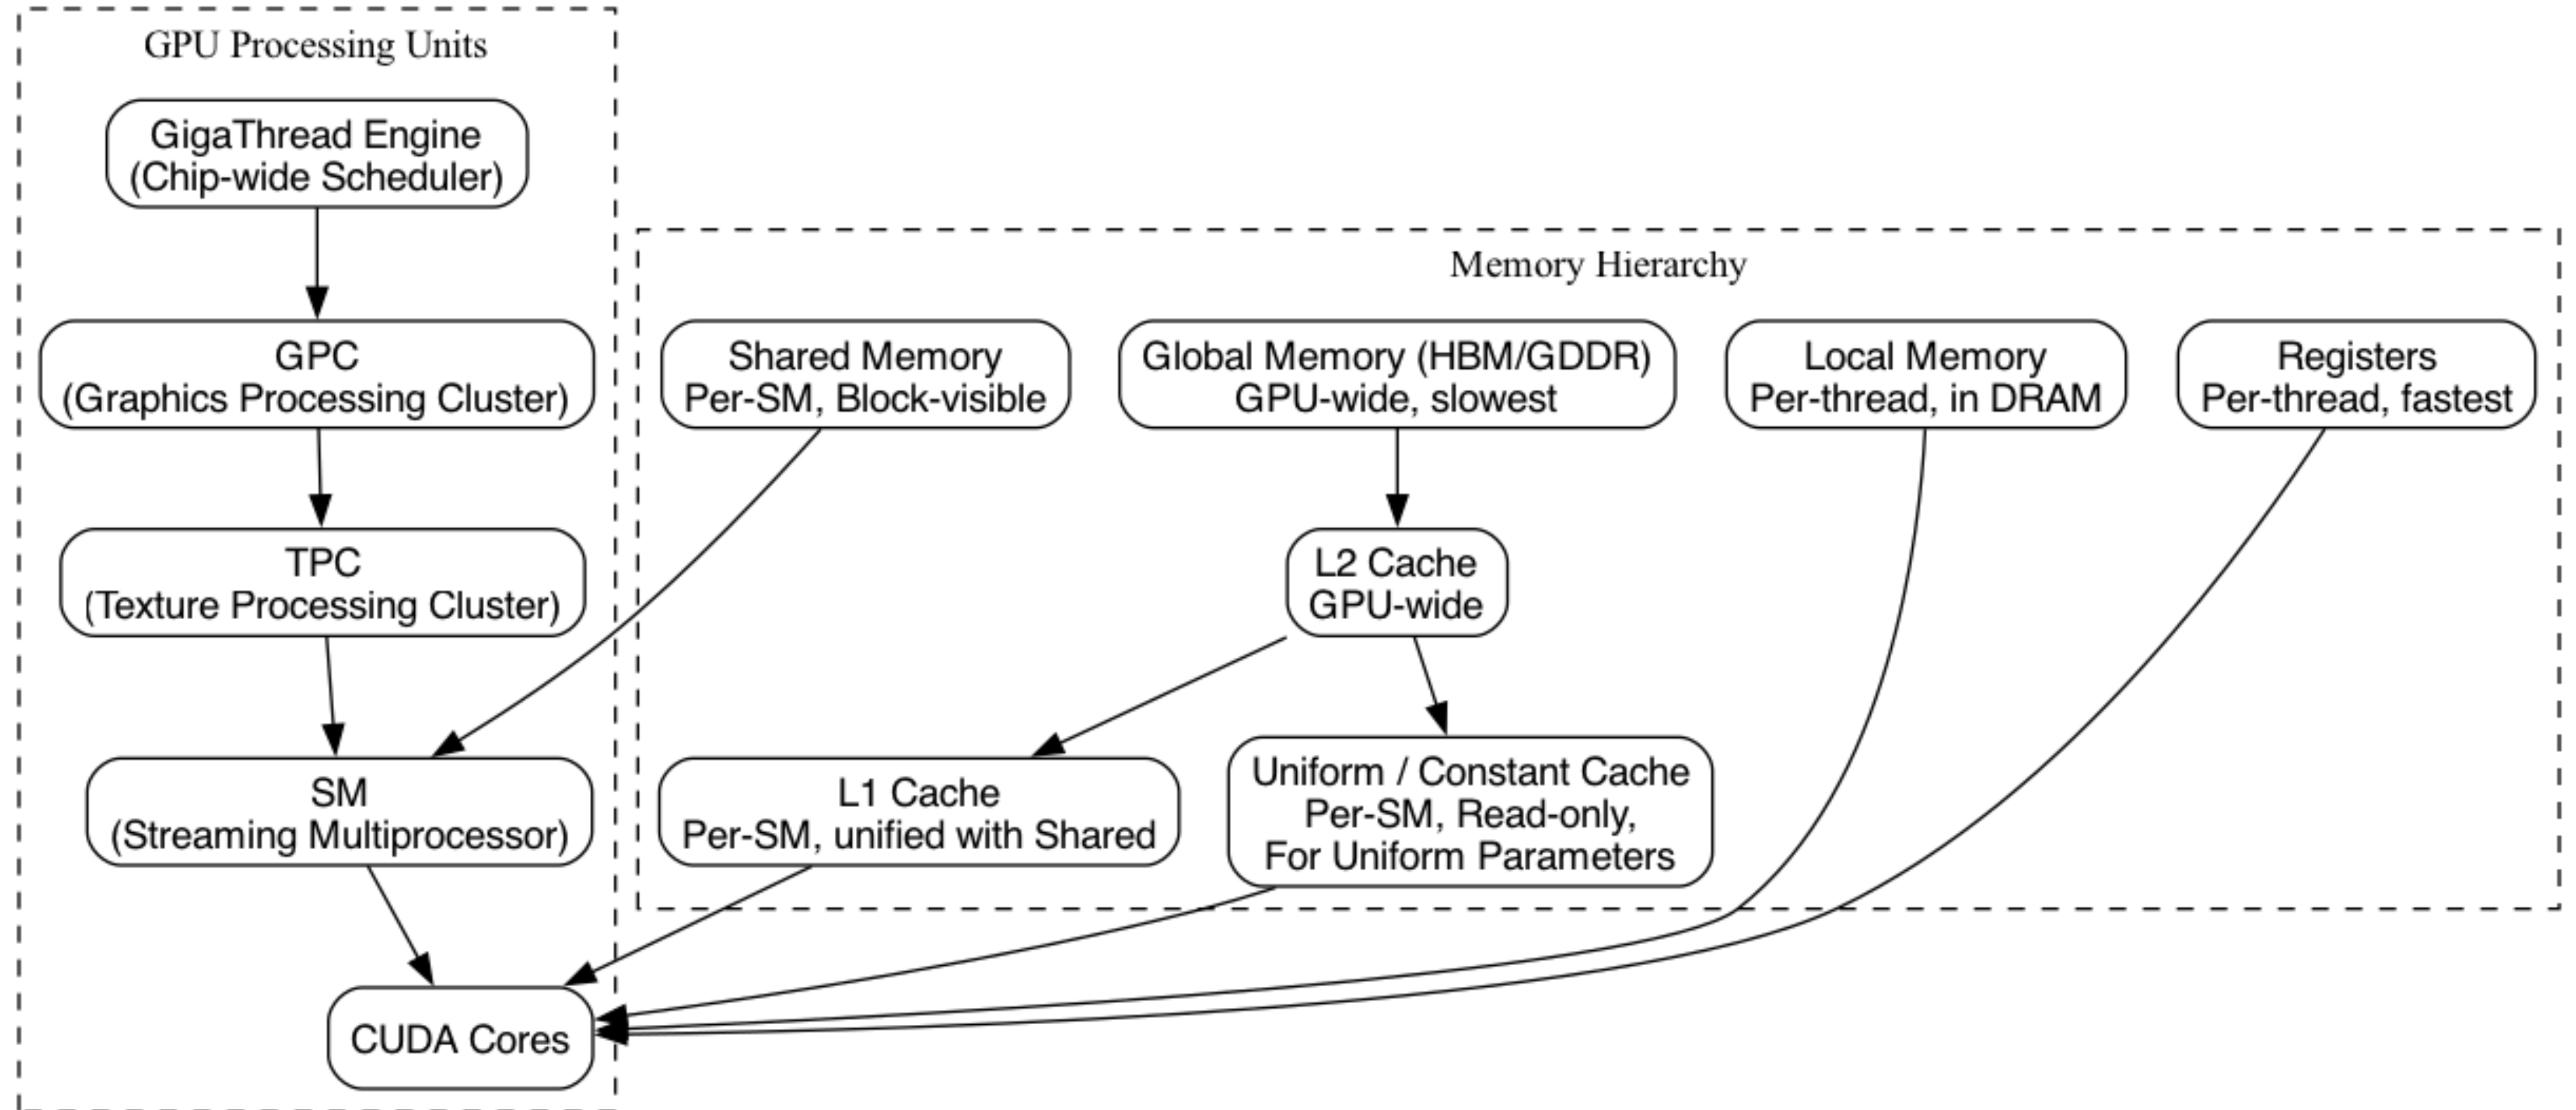 GPU Processing Units
GigaThread Engine
(Chip-wide Scheduler)
GPC
(Graphics Processing Cluster)
TPC
(Texture Processing Cluster)
SM
(Streaming Multiprocessor)
CUDA Cores
Memory Hierarchy
Shared Memory
Per-SM, Block-visible
Global Memory (HBM/GDDR)
GPU-wide, slowest
Local Memory
Per-thread, in DRAM
Registers
Per-thread, fastest
L2 Cache
GPU-wide
L1 Cache
Per-SM, unified with Shared
Uniform / Constant Cache
Per-SM, Read-only,
For Uniform Parameters